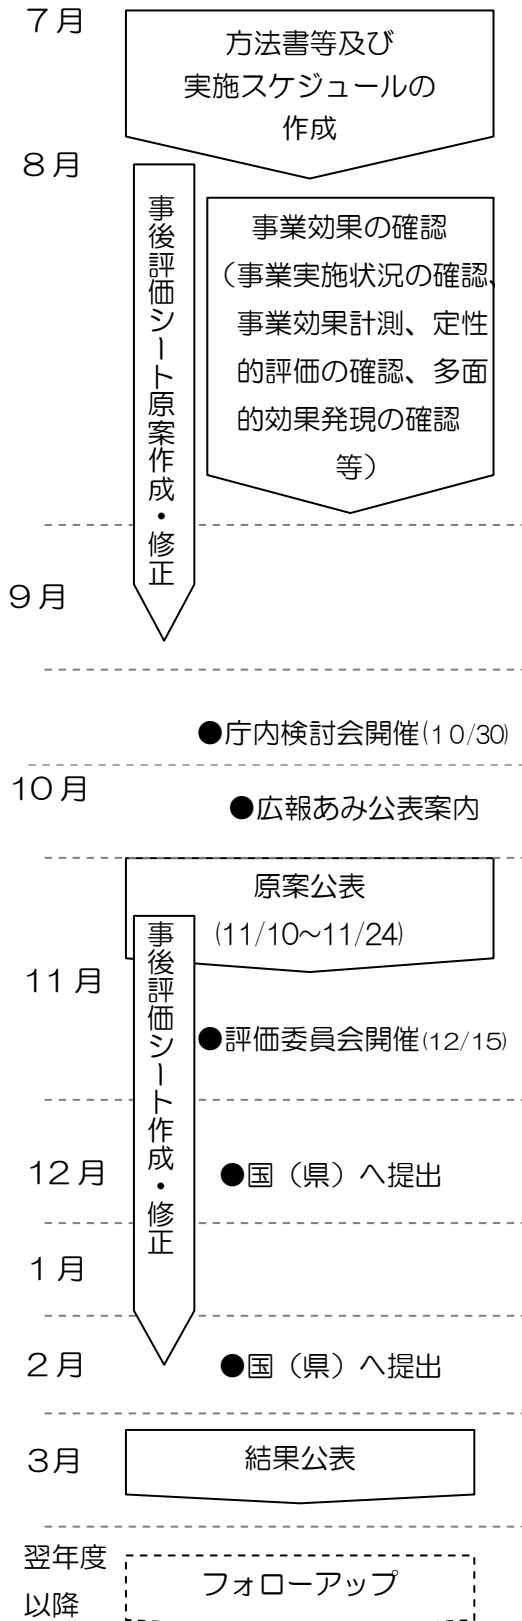 7月
方法書等及び
実施スケジュールの
作成
8月
事後評価シート原案作成・修正
事業効果の確認
（事業実施状況の確認、
事業効果計測、定性
的評価の確認、多面
的効果発現の確認
等）
9月
●庁内検討会開催(10/30)
10月
●広報あみ公表案内
原案公表
(11/10～11/24)
11月
事後評価シート作成・修正
●評価委員会開催(12/15)
12月
●国（県）へ提出
1月
2月
●国（県）へ提出
3月
結果公表
翌年度
以降
フォローアップ